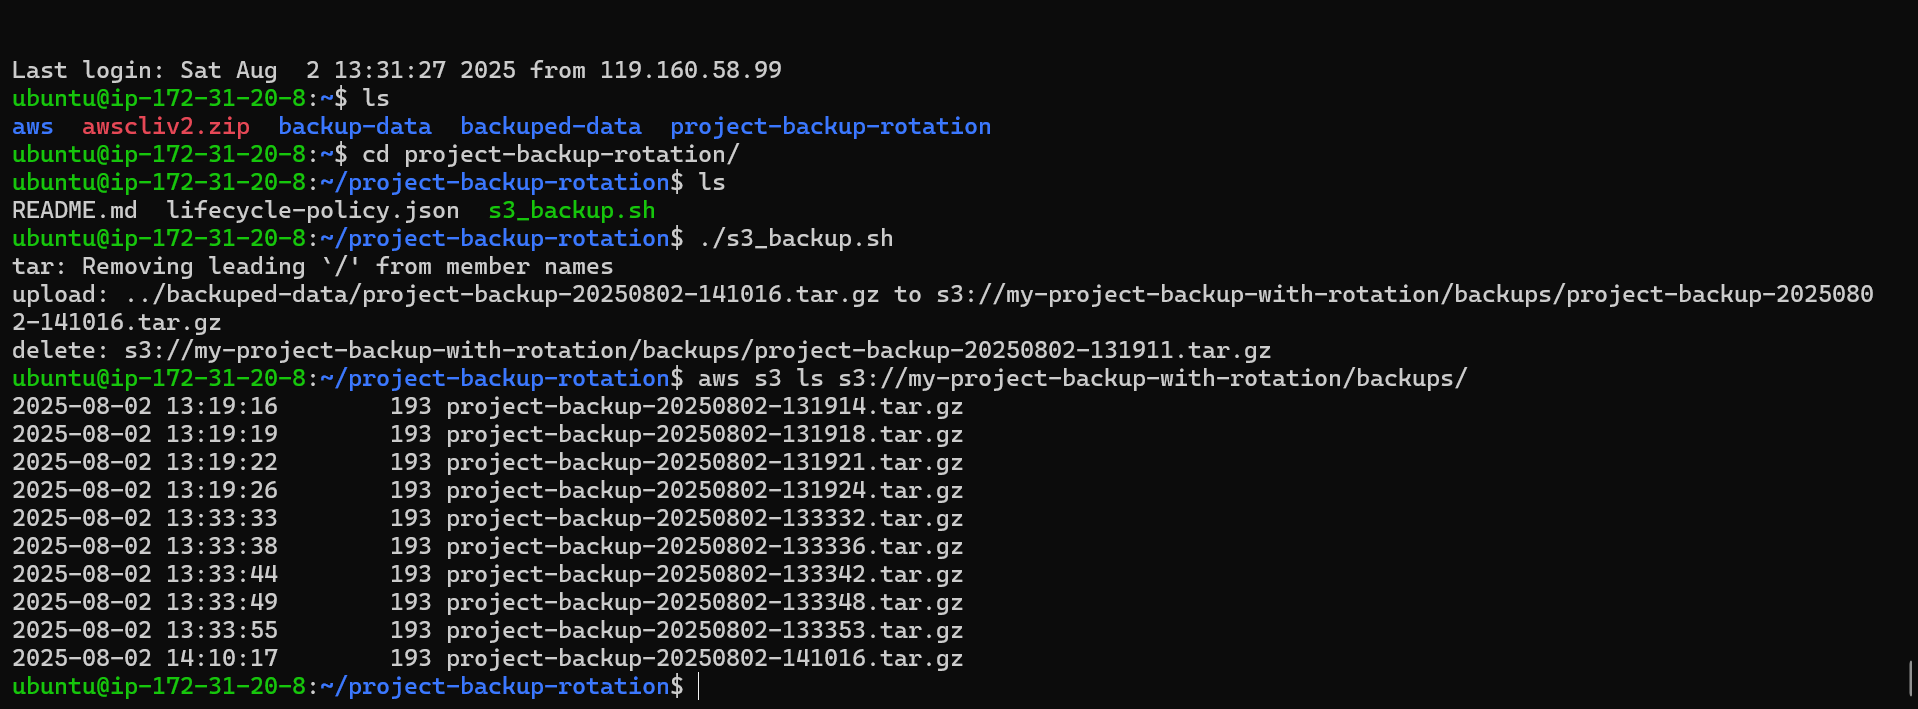 Last login: Sat Aug  2 13:31:27 2025 from 119.160.58.99
ubuntu@ip-172-31-20-8:~$ ls
aws  awscliv2.zip  backup-data  backuped-data  project-backup-rotation
ubuntu@ip-172-31-20-8:~$ cd project-backup-rotation/
ubuntu@ip-172-31-20-8:~/project-backup-rotation$ ls
README.md  lifecycle-policy.json  s3_backup.sh
ubuntu@ip-172-31-20-8:~/project-backup-rotation$ ./s3_backup.sh
tar: Removing leading `/' from member names
upload: ../backuped-data/project-backup-20250802-141016.tar.gz to s3://my-project-backup-with-rotation/backups/project-backup-2025080
2-141016.tar.gz
delete: s3://my-project-backup-with-rotation/backups/project-backup-20250802-131911.tar.gz
ubuntu@ip-172-31-20-8:~/project-backup-rotation$ aws s3 ls s3://my-project-backup-with-rotation/backups/
2025-08-02 13:19:16        193 project-backup-20250802-131914.tar.gz
2025-08-02 13:19:19        193 project-backup-20250802-131918.tar.gz
2025-08-02 13:19:22        193 project-backup-20250802-131921.tar.gz
2025-08-02 13:19:26        193 project-backup-20250802-131924.tar.gz
2025-08-02 13:33:33        193 project-backup-20250802-133332.tar.gz
2025-08-02 13:33:38        193 project-backup-20250802-133336.tar.gz
2025-08-02 13:33:44        193 project-backup-20250802-133342.tar.gz
2025-08-02 13:33:49        193 project-backup-20250802-133348.tar.gz
2025-08-02 13:33:55        193 project-backup-20250802-133353.tar.gz
2025-08-02 14:10:17        193 project-backup-20250802-141016.tar.gz
ubuntu@ip-172-31-20-8:~/project-backup-rotation$